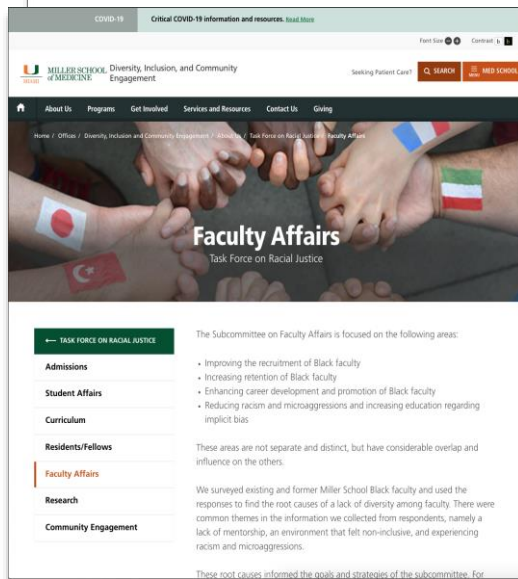 COVID-19
Critical COVID-19 information and resources. Read More
Font Size
Contrast
MILLER SCHOOL
of MEDICINE
MIAMI
Diversity, Inclusion, and Community
Engagement
Seeking Patient Care?
SEARCH
MENU
MED SCHOOL
About Us
Programs
Get Involved
Services and Resources
Contact Us
Giving
Home / Offices / Diversity, Inclusion and Community Engagement / About Us / Task Force on Racial Justice / Faculty Affairs
Faculty Affairs
Task Force on Racial Justice
← TASK FORCE ON RACIAL JUSTICE
Admissions
Student Affairs
Curriculum
Residents/Fellows
Faculty Affairs
Research
Community Engagement
The Subcommittee on Faculty Affairs is focused on the following areas:
• Improving the recruitment of Black faculty
• Increasing retention of Black faculty
• Enhancing career development and promotion of Black faculty
• Reducing racism and microaggressions and increasing education regarding
implicit bias
These areas are not separate and distinct, but have considerable overlap and
influence on the others.
We surveyed existing and former Miller School Black faculty and used the
responses to find the root causes of a lack of diversity among faculty. There were
common themes in the information we collected from respondents, namely a
lack of mentorship, an environment that felt non-inclusive, and experiencing
racism and microaggressions.
These root causes informed the goals and strategies of the subcommittee. For